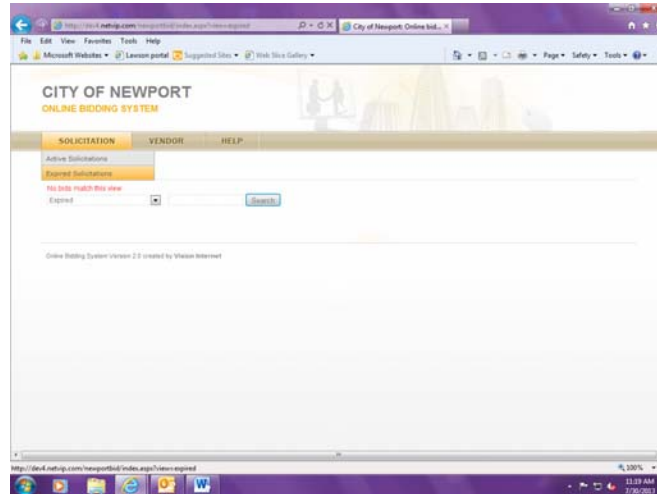 http://dev4.netvip.com/newportbid/index.aspx?view=expired
City of Newport: Online bid...
File Edit View Favorites Tools Help
Microsoft Websites Lawson portal Suggested Sites Web Slice Gallery
Page Safety Tools
CITY OF NEWPORT
ONLINE BIDDING SYSTEM
SOLICITATION VENDOR HELP
Active Solicitations
Expired Solicitations
No bids match this view
Expired Search
Online Bidding System Version 2.0 created by Vision Internet
http://dev4.netvip.com/newportbid/index.aspx?view=expired
100%
11:19 AM
7/30/2013